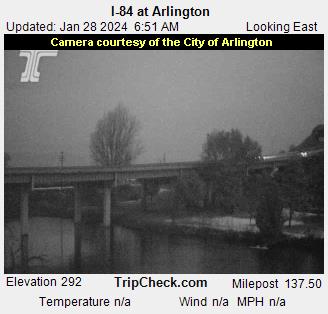 I-84 at Arlington
Updated: Jan 28 2024 6:51 AM Looking East
Camera courtesy of the City of Arlington
Elevation 292 TripCheck.com Milepost 137.50
Temperature n/a Wind n/a MPH n/a